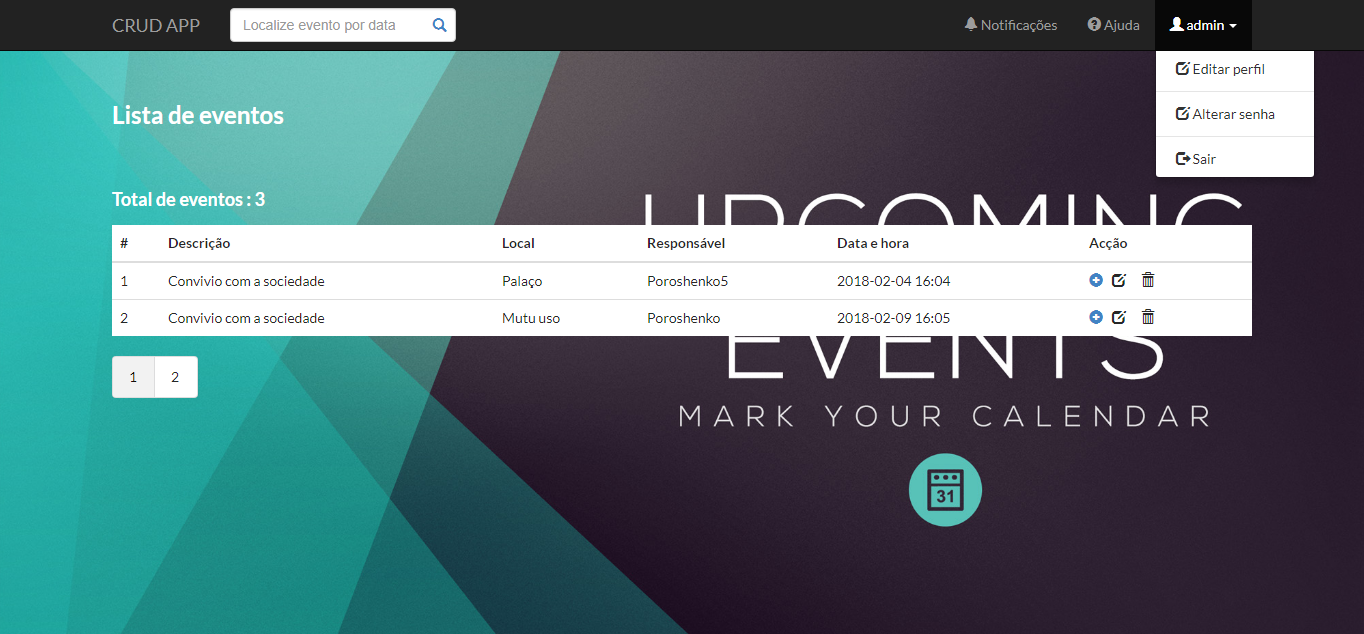 CRUD APP
Localize evento por data
Notificações
Ajuda
admin
Editar perfil
Alterar senha
Sair
Lista de eventos
Total de eventos : 3
UPCOMING
# Descrição Local Responsável Data e hora Acção
1 Convivio com a sociedade Palaço Poroshenko5 2018-02-04 16:04
2 Convivio com a sociedade Mutu uso Poroshenko 2018-02-09 16:05
1 2
EVENTS
MARK YOUR CALENDAR
31